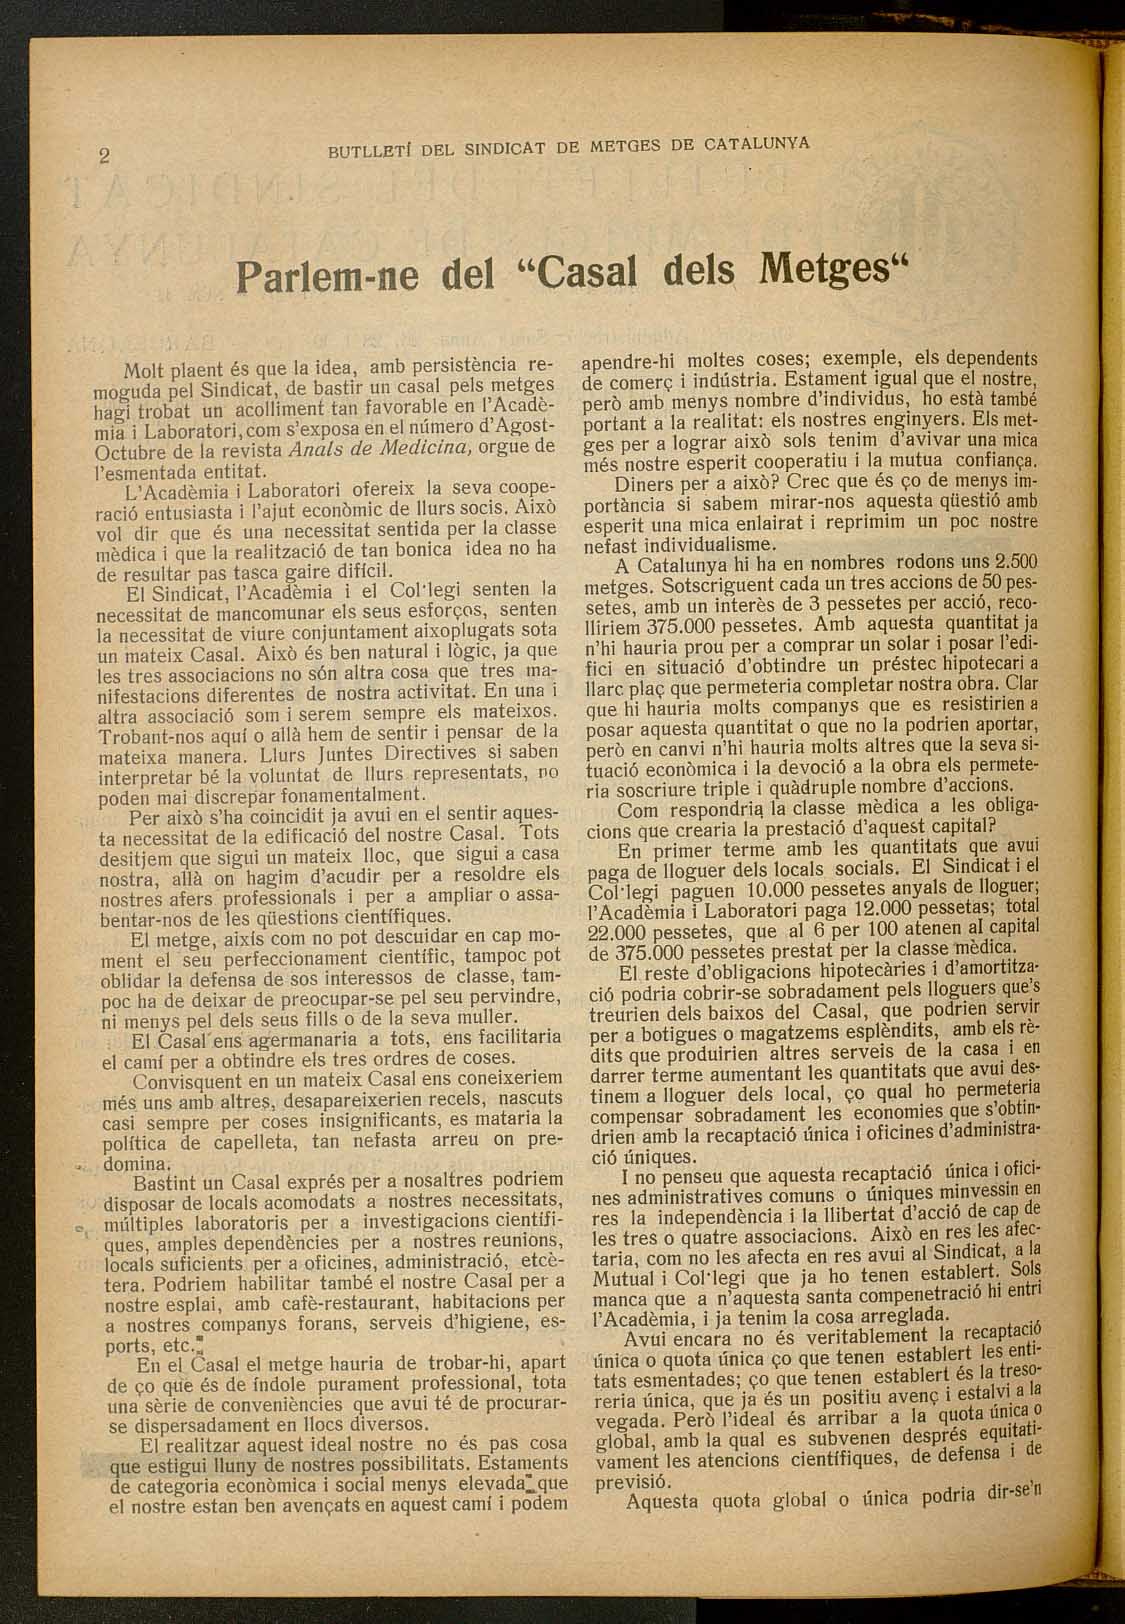 2
BUTLLETÍ DEL SINDICAT DE METGES DE CATALUNYA
Parlem-ne del “Casal dels Metges“
Molt plaent és que la idea, amb persistència re-
moguda pel Sindicat, de bastir un casal pels metges
hagi trobat un acolliment tan favorable en l'Acadè-
mia i Laboratori, com s'exposa en el número d'Agost-
Octubre de la revista Anals de Medicina, orgue de
l'esmentada entitat.
L'Acadèmia i Laboratori ofereix la seva coope-
ració entusiasta i l'ajut econòmic de llurs socis. Això
vol dir que és una necessitat sentida per la classe
mèdica i que la realització de tan bonica idea no ha
de resultar pas tasca gaire difícil.
El Sindicat, l'Acadèmia i el Col·legi senten la
necessitat de mancomunar els seus esforços, senten
la necessitat de viure conjuntament aixoplugats sota
un mateix Casal. Això és ben natural i lògic, ja que
les tres associacions no són altra cosa que tres ma-
nifestacions diferentes de nostra activitat. En una i
altra associació som i serem sempre els mateixos.
Trobant-nos aquí o allà hem de sentir i pensar de la
mateixa manera. Llurs Juntes Directives si saben
interpretar bé la voluntat de llurs representats, no
poden mai discrepar fonamentalment.
Per això s'ha coincidit ja avui en el sentir aques-
ta necessitat de la edificació del nostre Casal. Tots
desitjem que sigui un mateix lloc, que sigui a casa
nostra, allà on hagim d'acudir per a resoldre els
nostres afers professionals i per a ampliar o assa-
bentar-nos de les qüestions científiques.
El metge, aixís com no pot descuidar en cap mo-
ment el seu perfeccionament científic, tampoc pot
oblidar la defensa de sos interessos de classe, tam-
poc ha de deixar de preocupar-se pel seu pervindre,
ni menys pel dels seus fills o de la seva muller.
El Casal ens agermanaria a tots, ens facilitaria
el camí per a obtindre els tres ordres de coses.
Convisquent en un mateix Casal ens coneixeriem
més uns amb altres, desapareixerien recels, nascuts
casi sempre per coses insignificants, es mataria la
política de capelleta, tan nefasta arreu on pre-
domina.
Bastint un Casal exprés per a nosaltres podriem
disposar de locals acomodats a nostres necessitats,
múltiples laboratoris per a investigacions científi-
ques, amples dependències per a nostres reunions,
locals suficients per a oficines, administració, etcè-
tera. Podriem habilitar també el nostre Casal per a
nostre esplai, amb cafè-restaurant, habitacions per
a nostres companys forans, serveis d'higiene, es-
ports, etc.
En el Casal el metge hauria de trobar-hi, apart
de ço que és de índole purament professional, tota
una sèrie de conveniències que avui té de procurar-
se dispersadament en llocs diversos.
El realitzar aquest ideal nostre no és pas cosa
que estigui lluny de nostres possibilitats. Estaments
de categoria econòmica i social menys elevada que
el nostre estan ben avençats en aquest camí i podem
apendre-hi moltes coses; exemple, els dependents
de comerç i indústria. Estament igual que el nostre,
però amb menys nombre d'individus, ho està també
portant a la realitat: els nostres enginyers. Els met-
ges per a lograr això sols tenim d'avivar una mica
més nostre esperit cooperatiu i la mutua confiança.
Diners per a això? Crec que és ço de menys im-
portància si sabem mirar-nos aquesta qüestió amb
esperit una mica enlairat i reprimim un poc nostre
nefast individualisme.
A Catalunya hi ha en nombres rodons uns 2.500
metges. Sotscriguent cada un tres accions de 50 pes-
setes, amb un interès de 3 pessetes per acció, reco-
lliriem 375.000 pessetes. Amb aquesta quantitat ja
n'hi hauria prou per a comprar un solar i posar l'edi-
fici en situació d'obtindre un préstec hipotecari a
llarc plaç que permeteria completar nostra obra. Clar
que hi hauria molts companys que es resistirien a
posar aquesta quantitat o que no la podrien aportar,
però en canvi n'hi hauria molts altres que la seva si-
tuació econòmica i la devoció a la obra els permete-
ria soscriure triple i quàdruple nombre d'accions.
Com respondria la classe mèdica a les obliga-
cions que crearia la prestació d'aquest capital?
En primer terme amb les quantitats que avui
paga de lloguer dels locals socials. El Sindicat i el
Col·legi paguen 10.000 pessetes anyals de lloguer;
l'Acadèmia i Laboratori paga 12.000 pessetas; total
22.000 pessetes, que al 6 per 100 atenen al capital
de 375.000 pessetes prestat per la classe mèdica.
El reste d'obligacions hipotecàries i d'amortitza-
ció podria cobrir-se sobradament pels lloguers que's
treurien dels baixos del Casal, que podrien servir
per a botigues o magatzems esplèndits, amb els rè-
dits que produirien altres serveis de la casa i en
darrer terme aumentant les quantitats que avui des-
tinem a lloguer dels local, ço qual ho permeteria
compensar sobradament les economies que s'obtin-
drien amb la recaptació única i oficines d'administra-
ció úniques.
I no penseu que aquesta recaptació única i ofici-
nes administratives comuns o úniques minvessin en
res la independència i la llibertat d'acció de cap de
les tres o quatre associacions. Això en res les afec-
taria, com no les afecta en res avui al Sindicat, a la
Mutual i Col·legi que ja ho tenen establert. Sols
manca que a n'aquesta santa compenetració hi entri
l'Acadèmia, i ja tenim la cosa arreglada.
Avui encara no és veritablement la recaptació
única o quota única ço que tenen establert les enti-
tats esmentades; ço que tenen establert és la treso-
reria única, que ja és un positiu avenç i estalvi a la
vegada. Però l'ideal és arribar a la quota única o
global, amb la qual es subvenen després equitati-
vament les atencions científiques, de defensa i de
previsió.
Aquesta quota global o única podria dir-se'n